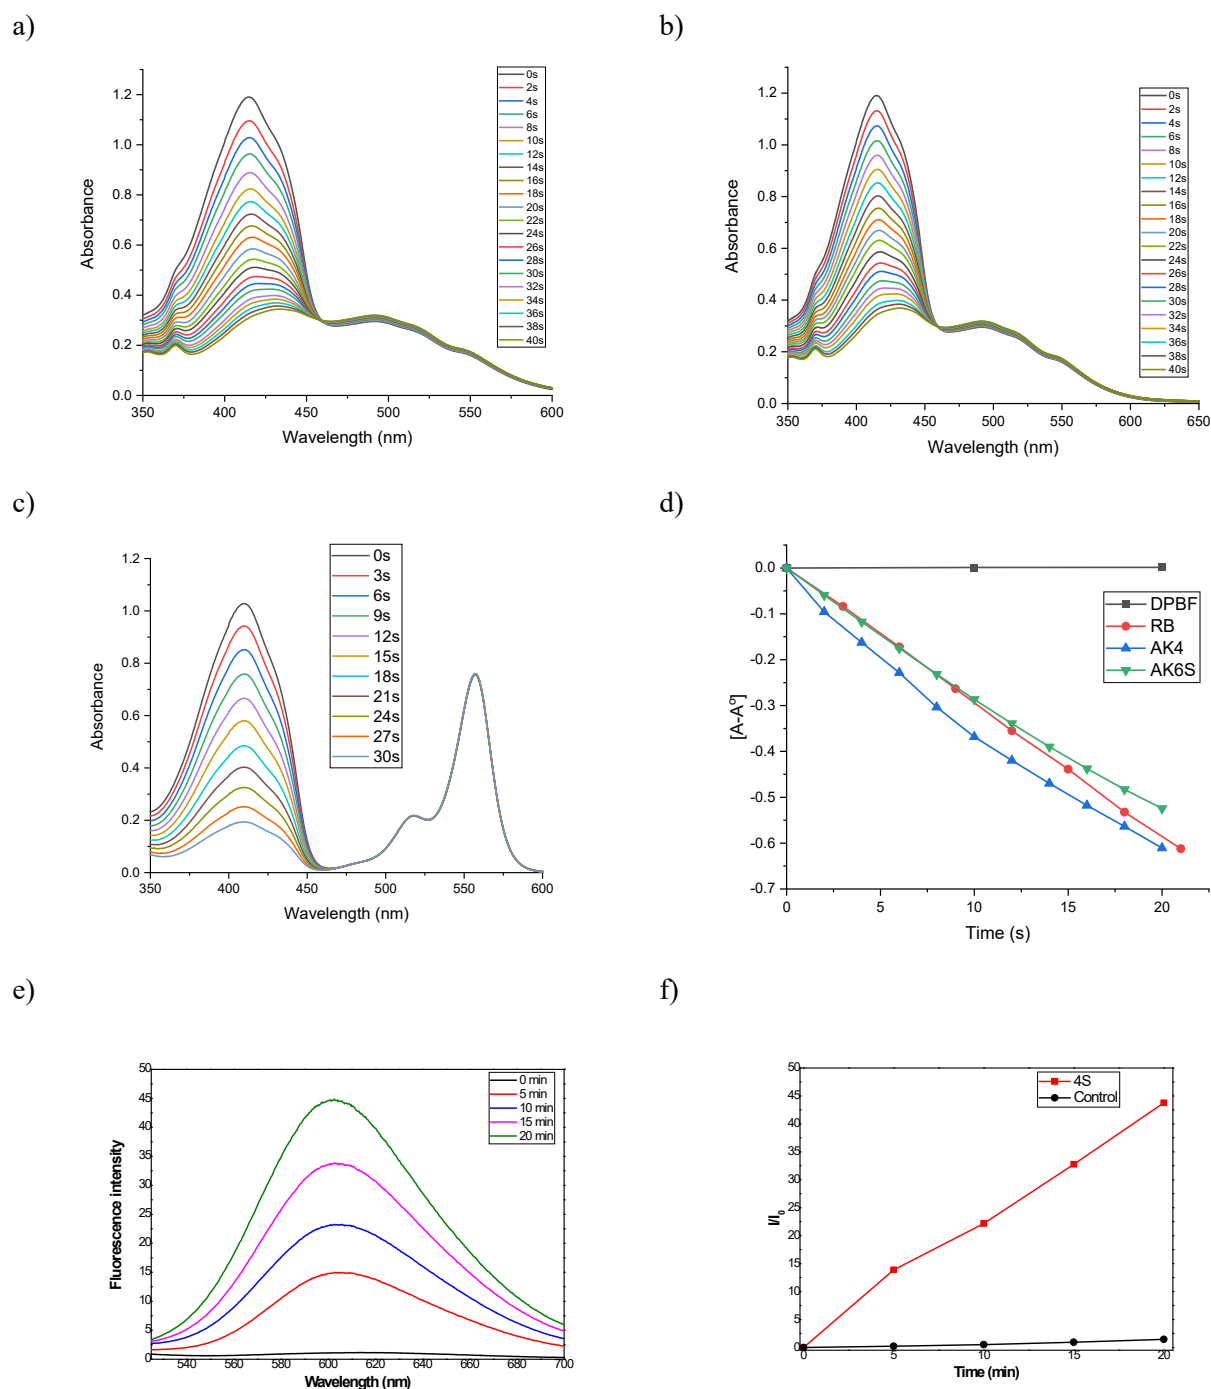 a)
b)
1.2
1.0
0.8
0.6
0.4
0.2
0.0
350 400 450 500 550 600
Absorbance
Wavelength (nm)
0s
2s
4s
6s
8s
10s
12s
14s
16s
18s
20s
22s
24s
26s
28s
30s
32s
34s
36s
38s
40s
1.2
1.0
0.8
0.6
0.4
0.2
0.0
350 400 450 500 550 600 650
Absorbance
Wavelength (nm)
0s
2s
4s
6s
8s
10s
12s
14s
16s
18s
20s
22s
24s
26s
28s
30s
32s
34s
36s
38s
40s
c)
d)
1.2
1.0
0.8
0.6
0.4
0.2
0.0
350 400 450 500 550 600
Absorbance
Wavelength (nm)
0s
3s
6s
9s
12s
15s
18s
21s
24s
27s
30s
0.0
-0.1
-0.2
-0.3
-0.4
-0.5
-0.6
-0.7
0 5 10 15 20
[A-A⁰]
Time (s)
DPBF
RB
AK4
AK6S
e)
f)
50
45
40
35
30
25
20
15
10
5
0
540 560 580 600 620 640 660 680 700
Fluorescence intensity
Wavelength (nm)
0 min
5 min
10 min
15 min
20 min
50
45
40
35
30
25
20
15
10
5
0
0 5 10 15 20
I/I₀
Time (min)
4S
Control